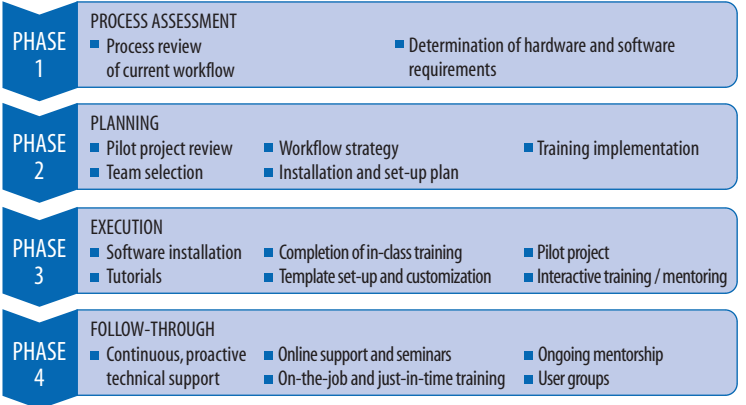 PHASE
1
PROCESS ASSESSMENT
Process review
of current workflow
Determination of hardware and software
requirements
PHASE
2
PLANNING
Pilot project review
Team selection
Workflow strategy
Installation and set-up plan
Training implementation
PHASE
3
EXECUTION
Software installation
Tutorials
Completion of in-class training
Template set-up and customization
Pilot project
Interactive training / mentoring
PHASE
4
FOLLOW-THROUGH
Continuous, proactive
technical support
Online support and seminars
On-the-job and just-in-time training
Ongoing mentorship
User groups